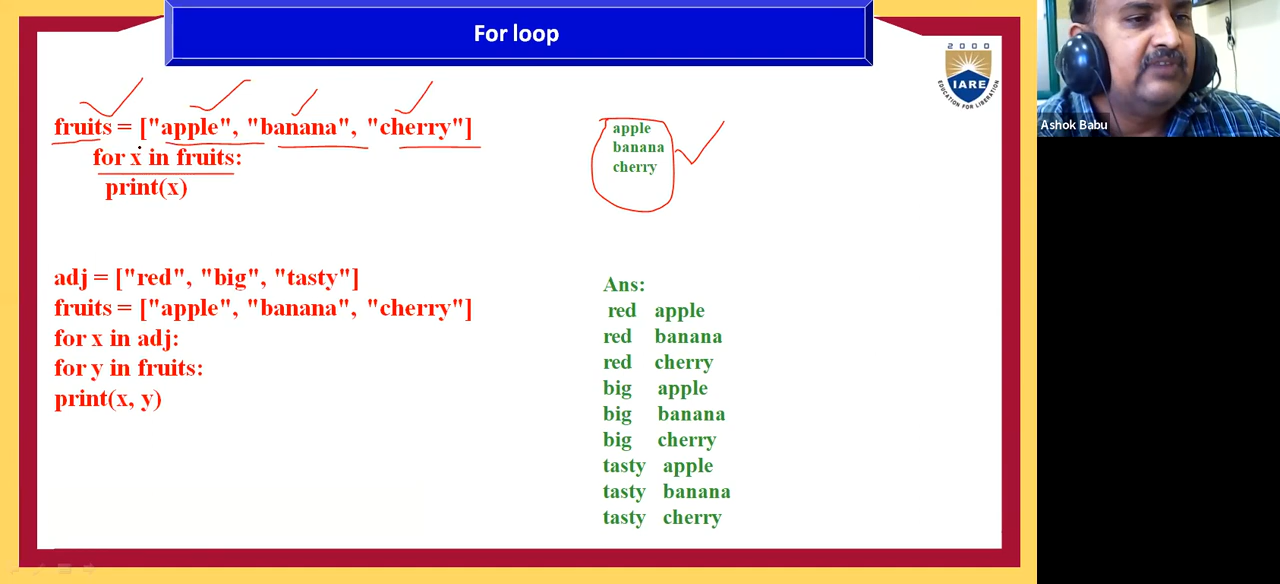 For loop
fruits = ["apple", "banana", "cherry"]
for x in fruits:
print(x)
apple
banana
cherry
adj = ["red", "big", "tasty"]
fruits = ["apple", "banana", "cherry"]
for x in adj:
for y in fruits:
print(x, y)
Ans:
red apple
red banana
red cherry
big apple
big banana
big cherry
tasty apple
tasty banana
tasty cherry
2000
IARE
EDUCATION FOR LIBERATION
Ashok Babu